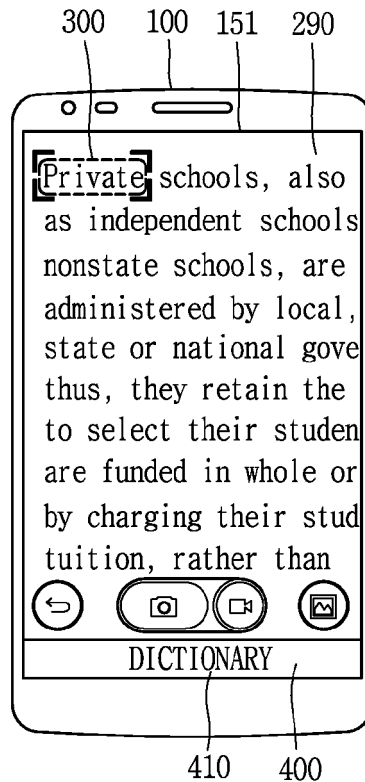 300 100 151 290
Private schools, also
as independent schools
nonstate schools, are
administered by local,
state or national gove
thus, they retain the
to select their studen
are funded in whole or
by charging their stud
tuition, rather than
DICTIONARY
410 400